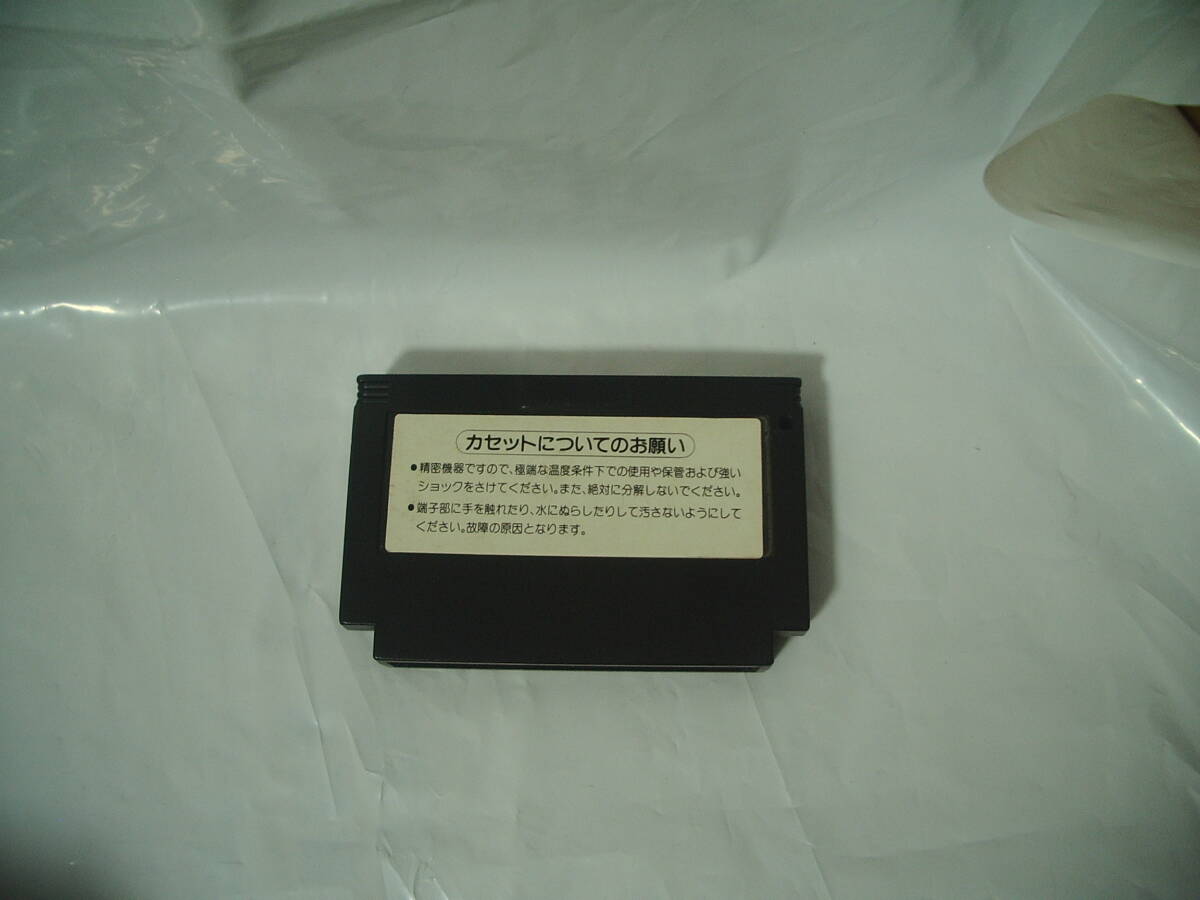 カセットについてのお願い
●精密機器ですので、極端な温度条件下での使用や保管および強い
ショックをさけてください。また、絶対に分解しないでください。
●端子部に手を触れたり、水にぬらしたりして汚さないようにして
ください。故障の原因となります。